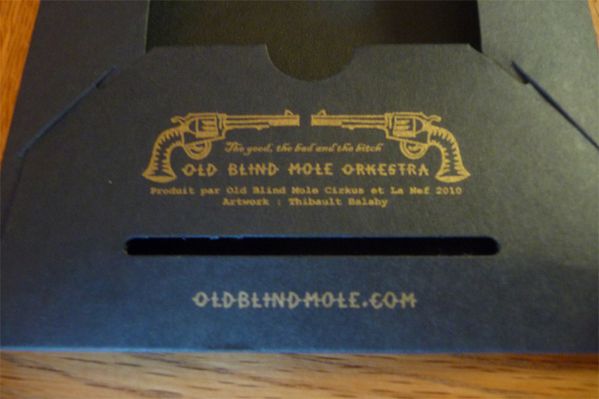 The good, the bad and the bitch
OLD BLIND MOLE ORKESTRA
Produit par Old Blind Mole Cirkus et La Nef 2010
Artwork : Thibault Balahy
OLDBLINDMOLE.COM